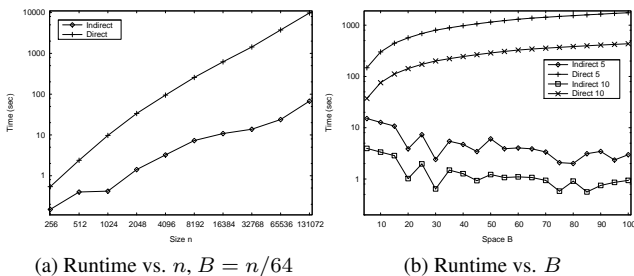 10000
1000
100
10
1
Time (sec)
Indirect
Direct
256 512 1024 2048 4096 8192 16384 32768 65536 131072
Size n
(a) Runtime vs. n, B = n/64
1000
100
10
1
Time (sec)
Indirect 5
Direct 5
Indirect 10
Direct 10
10 20 30 40 50 60 70 80 90 100
Space B
(b) Runtime vs. B